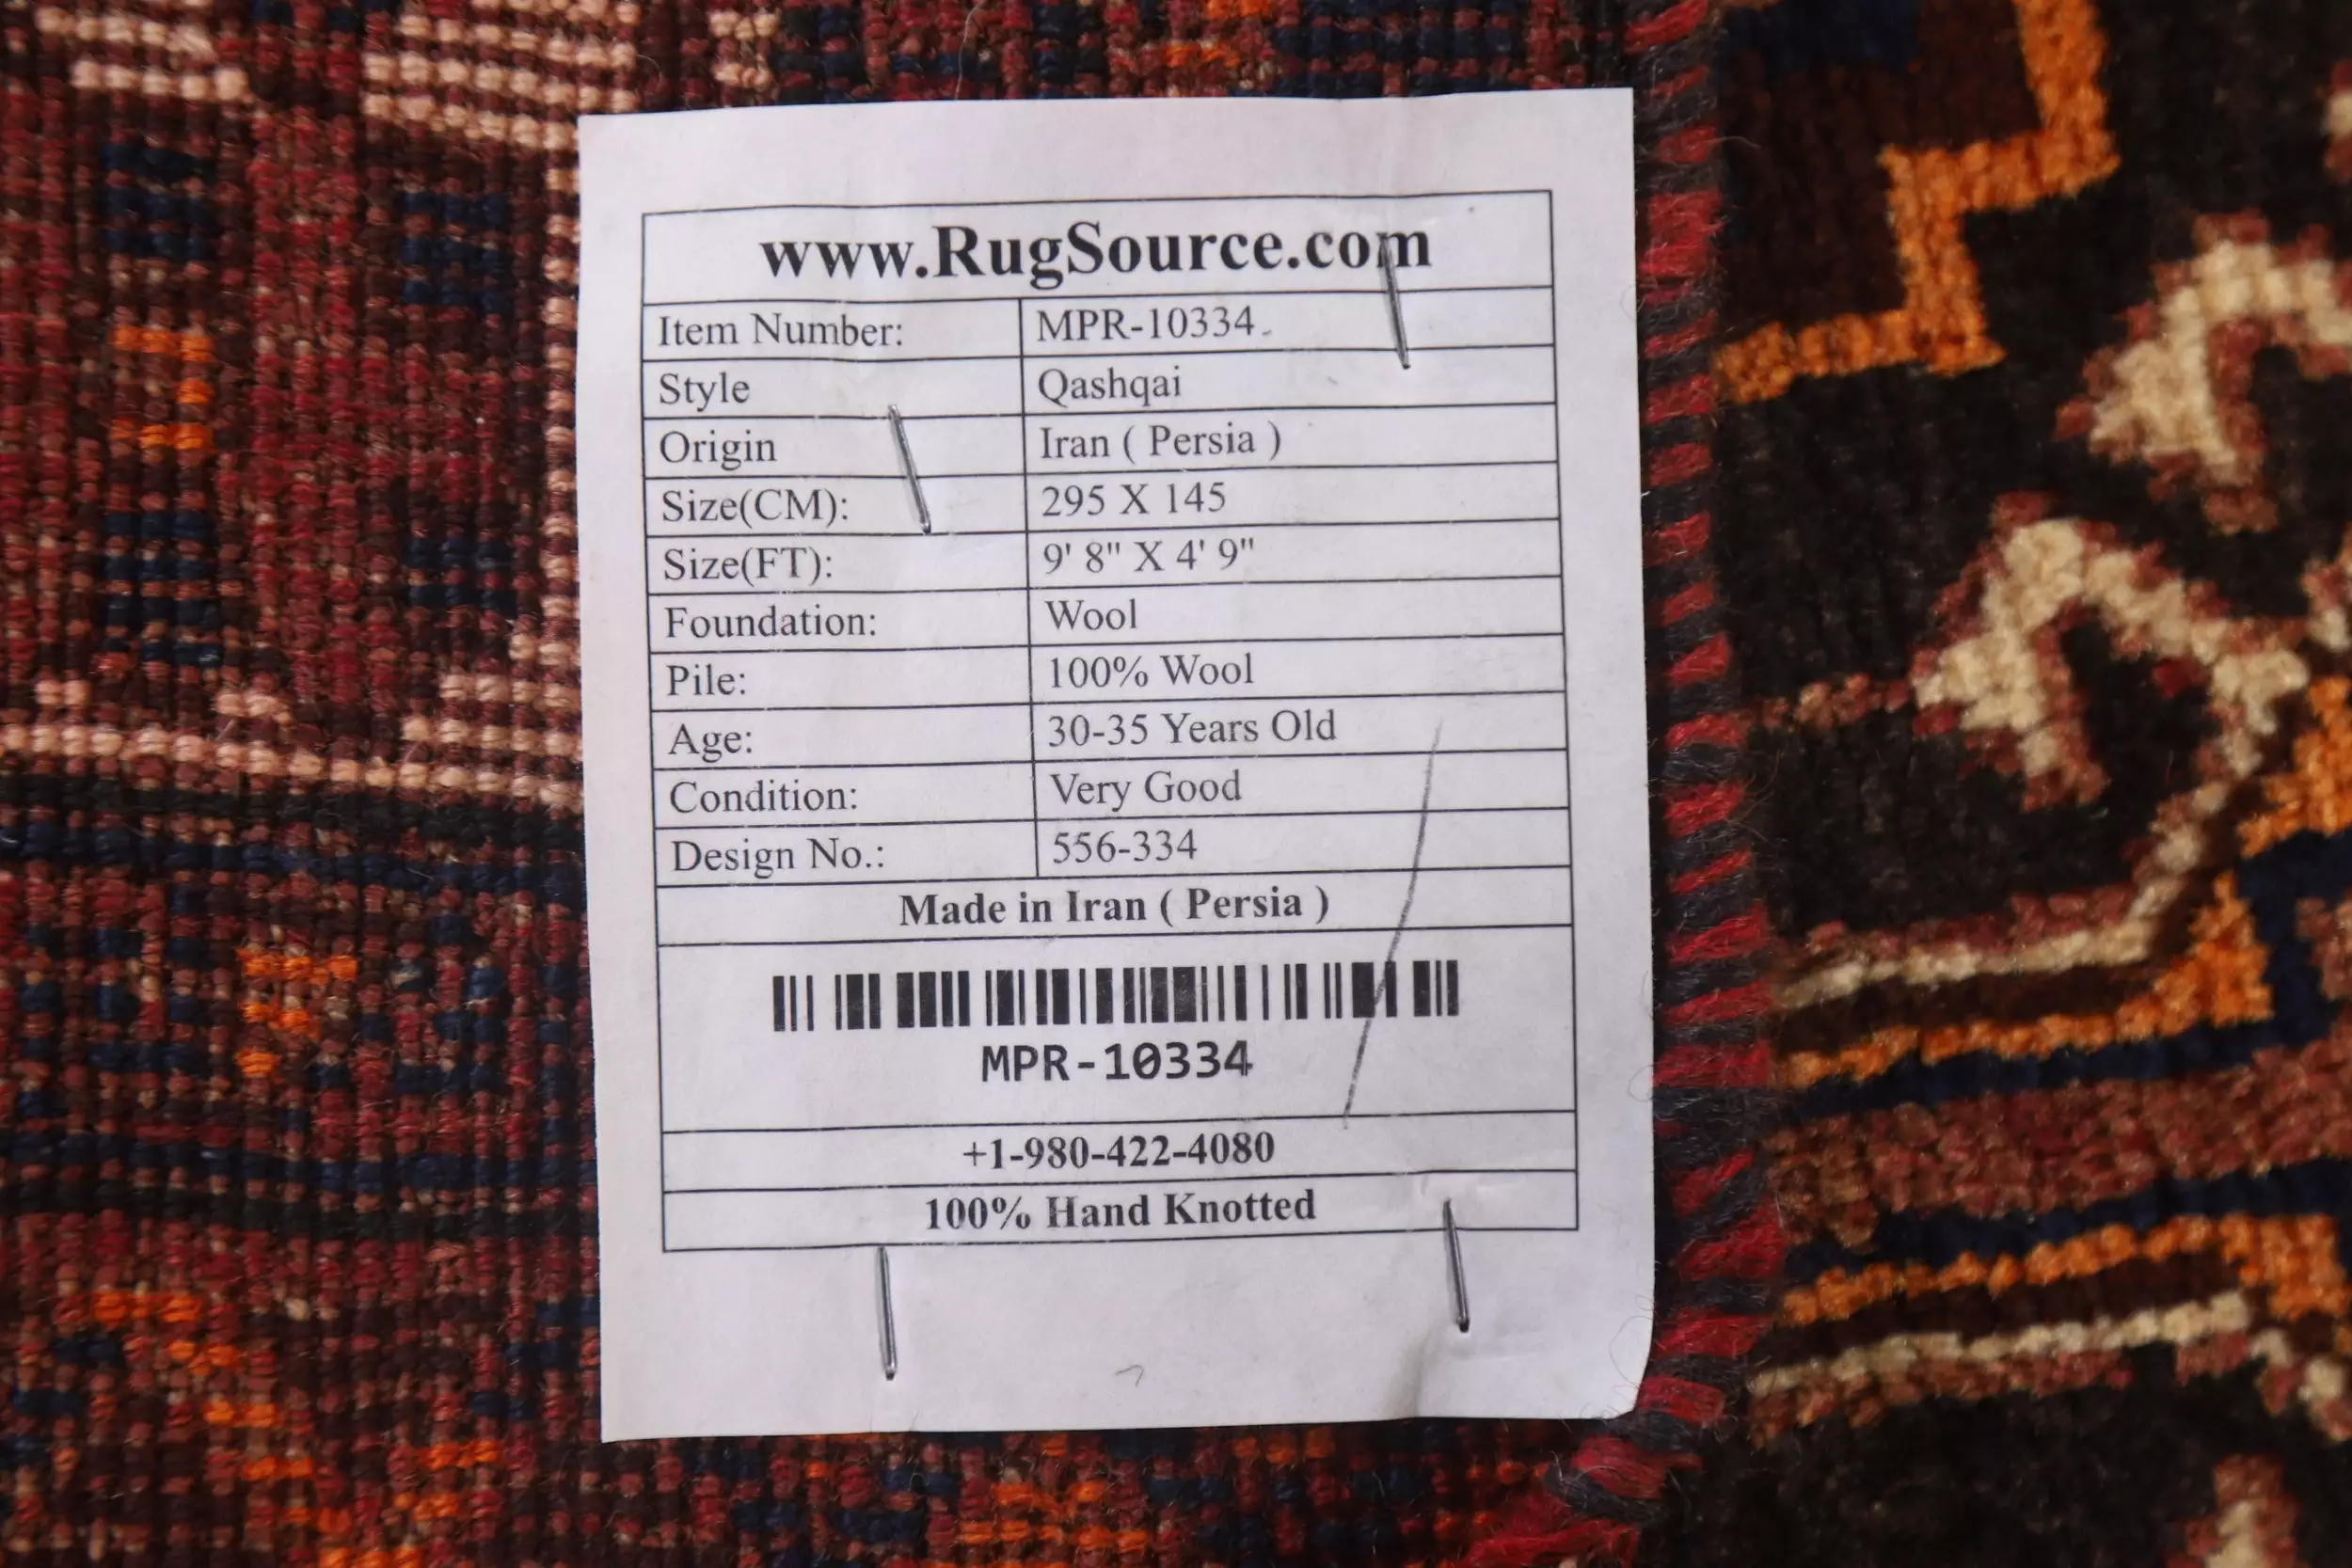 www.RugSource.com
Item Number: MPR-10334
Style Qashqai
Origin Iran ( Persia )
Size(CM): 295 X 145
Size(FT): 9' 8" X 4' 9"
Foundation: Wool
Pile: 100% Wool
Age: 30-35 Years Old
Condition: Very Good
Design No.: 556-334
Made in Iran ( Persia )
MPR-10334
+1-980-422-4080
100% Hand Knotted